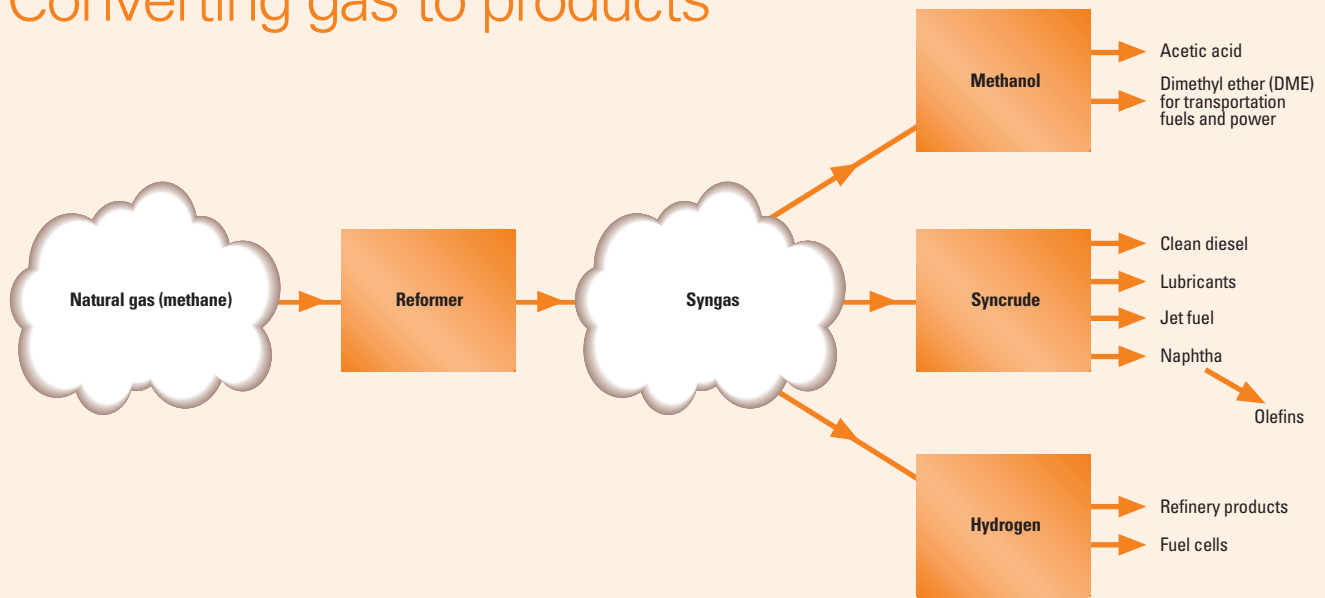 Converting gas to products
Methanol
Acetic acid
Dimethyl ether (DME)
for transportation
fuels and power
Natural gas (methane)
Reformer
Syngas
Syncrude
Clean diesel
Lubricants
Jet fuel
Naphtha
Olefins
Hydrogen
Refinery products
Fuel cells